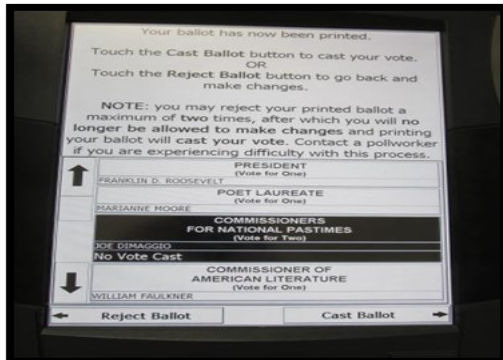 Your ballot has now been printed.
Touch the Cast Ballot button to cast your vote.
OR
Touch the Reject Ballot button to go back and
make changes.
NOTE: you may reject your printed ballot a
maximum of two times, after which you will no
longer be allowed to make changes and printing
your ballot will cast your vote. Contact a pollworker
if you are experiencing difficulty with this process.
PRESIDENT
(Vote for One)
FRANKLIN D. ROOSEVELT
POET LAUREATE
(Vote for One)
MARIANNE MOORE
COMMISSIONERS
FOR NATIONAL PASTIMES
(Vote for Two)
JOE DIMAGGIO
No Vote Cast
COMMISSIONER OF
AMERICAN LITERATURE
(Vote for One)
WILLIAM FAULKNER
Reject Ballot
Cast Ballot